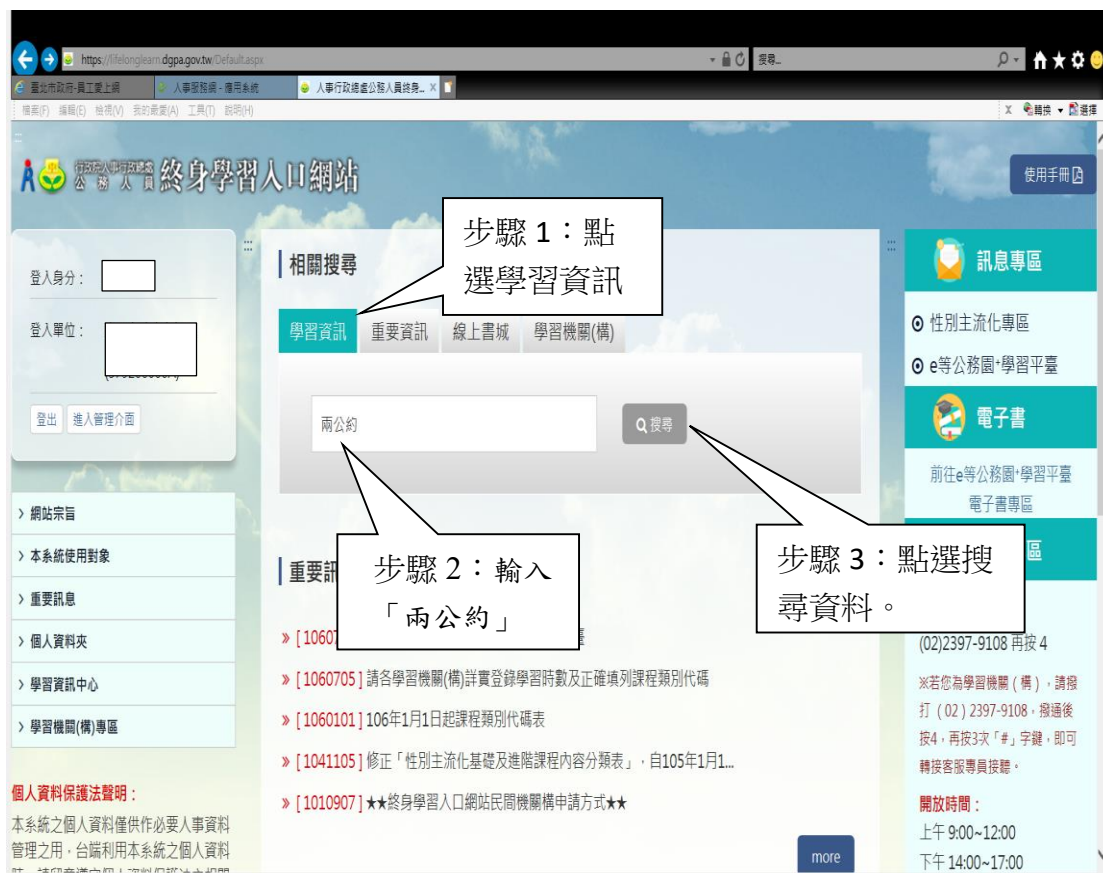 https://lifelonglearn.dgpa.gov.tw/Default.aspx
搜尋...
臺北市政府-員工愛上網
人事服務網 - 應用系統
人事行政總處公務人員終身...
檔案(F) 編輯(E) 檢視(V) 我的最愛(A) 工具(T) 說明(H)
X 轉換 ▼ 選擇
行政院人事行政總處
公務人員
終身學習入口網站
使用手冊
登入身分：
登入單位：
登出
進入管理介面
> 網站宗旨
> 本系統使用對象
> 重要訊息
> 個人資料夾
> 學習資訊中心
> 學習機關(構)專區
個人資料保護法聲明：
本系統之個人資料僅供作必要人事資料
管理之用，台端利用本系統之個人資料
相關搜尋
步驟 1：點
選學習資訊
學習資訊
重要資訊
線上書城
學習機關(構)
兩公約
搜尋
步驟 2：輸入
「兩公約」
步驟 3：點選搜
尋資料。
重要訊
» [ 10607
» [ 1060705 ] 請各學習機關(構)詳實登錄學習時數及正確填列課程類別代碼
» [ 1060101 ] 106年1月1日起課程類別代碼表
» [ 1041105 ] 修正「性別主流化基礎及進階課程內容分類表」，自105年1月1...
» [ 1010907 ] ★★終身學習入口網站民間機關構申請方式★★
more
訊息專區
性別主流化專區
e等公務園+學習平臺
電子書
前往e等公務園+學習平臺
電子書專區
區
(02)2397-9108 再按 4
※若您為學習機關（構），請撥
打（02）2397-9108，撥通後
按4，再按3次「#」字鍵，即可
轉接客服專員接聽。
開放時間：
上午 9:00~12:00
下午 14:00~17:00